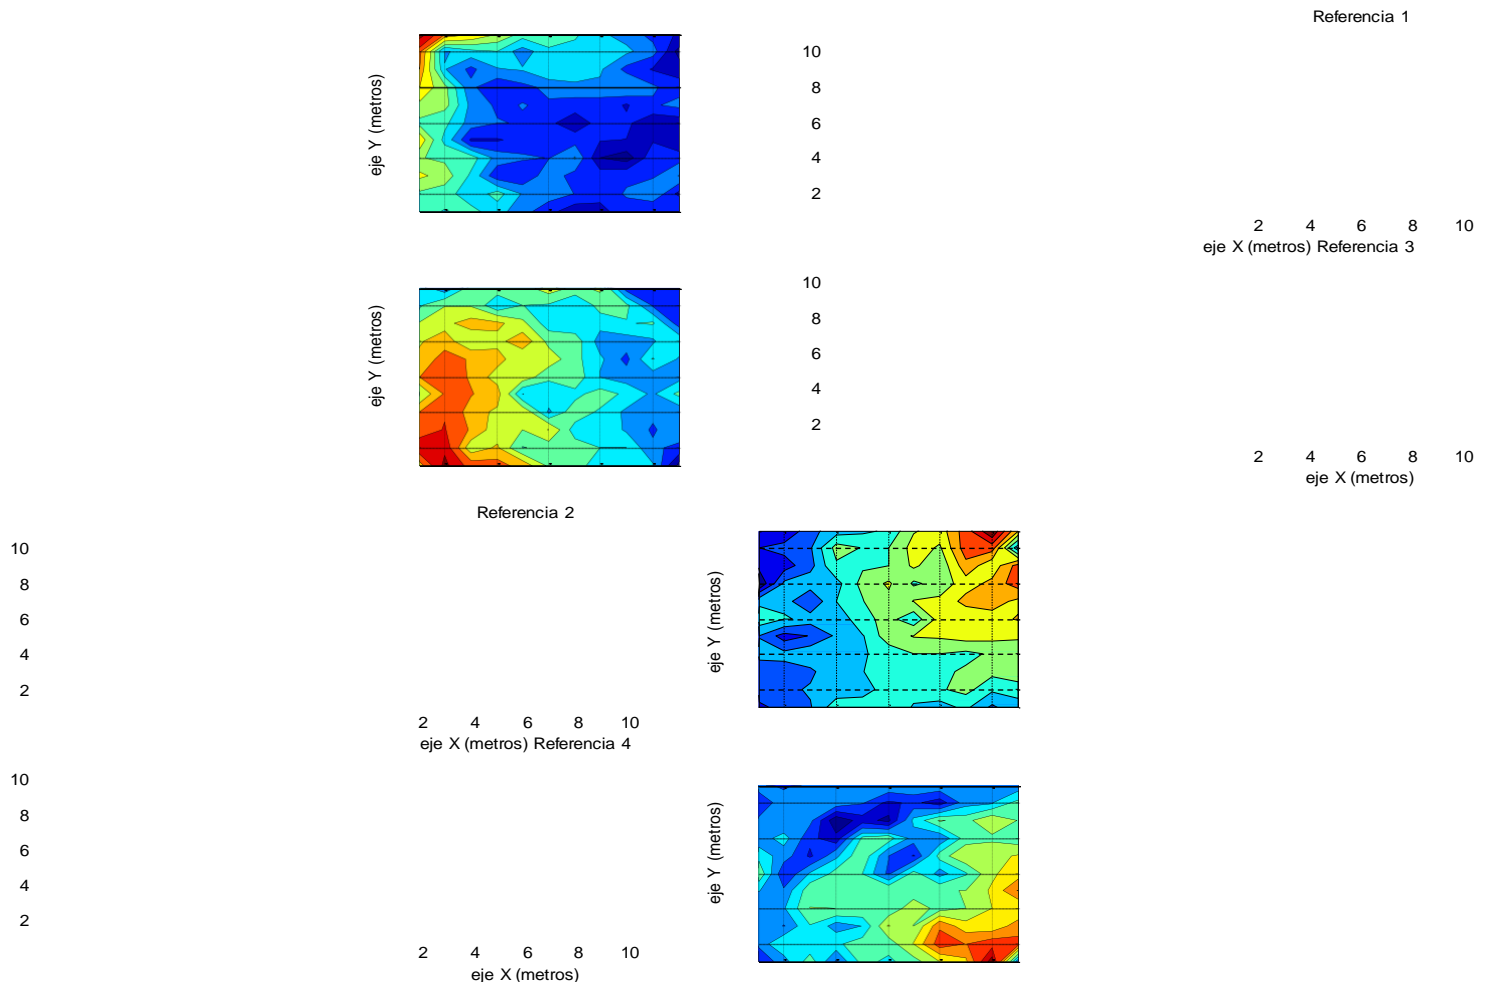 Referencia 1
eje Y (metros)
10
8
6
4
2
2 4 6 8 10
eje X (metros) Referencia 3
eje Y (metros)
10
8
6
4
2
2 4 6 8 10
eje X (metros)
Referencia 2
10
8
6
4
2
eje Y (metros)
2 4 6 8 10
eje X (metros) Referencia 4
10
8
6
4
2
eje Y (metros)
2 4 6 8 10
eje X (metros)